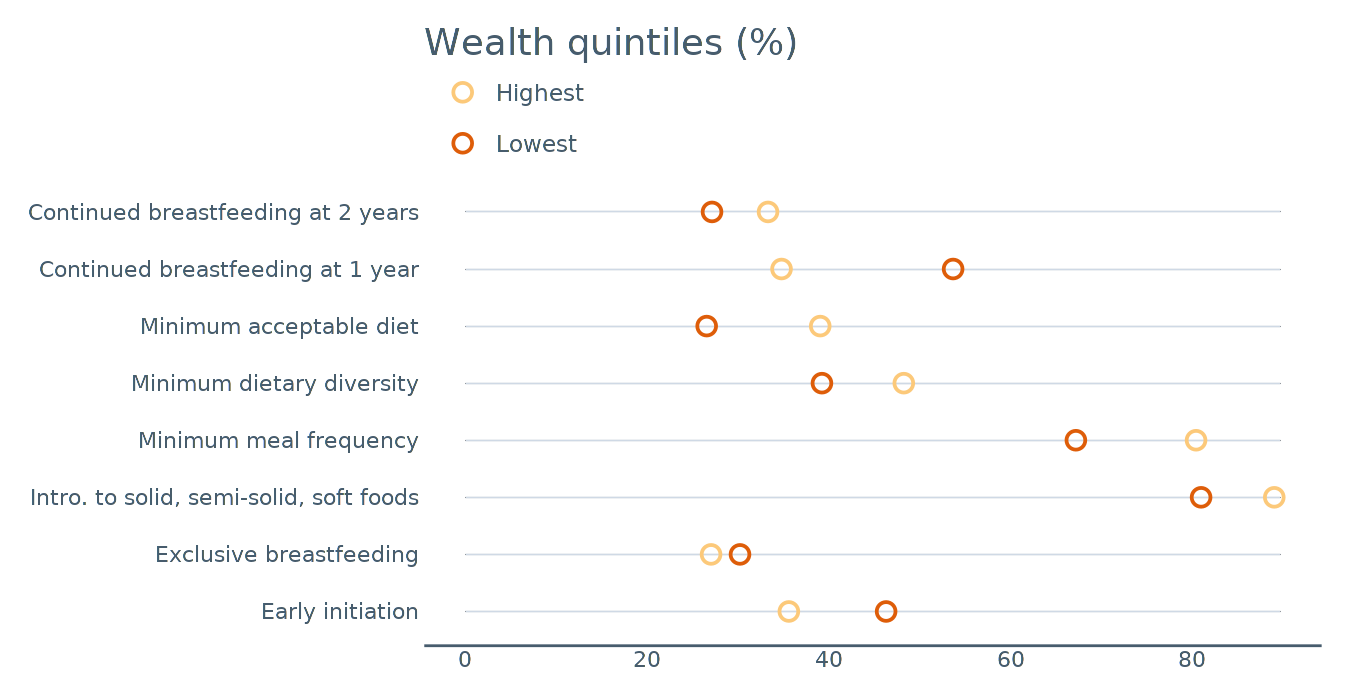 Wealth quintiles (%)
Highest
Lowest
Continued breastfeeding at 2 years
Continued breastfeeding at 1 year
Minimum acceptable diet
Minimum dietary diversity
Minimum meal frequency
Intro. to solid, semi-solid, soft foods
Exclusive breastfeeding
Early initiation
0 20 40 60 80